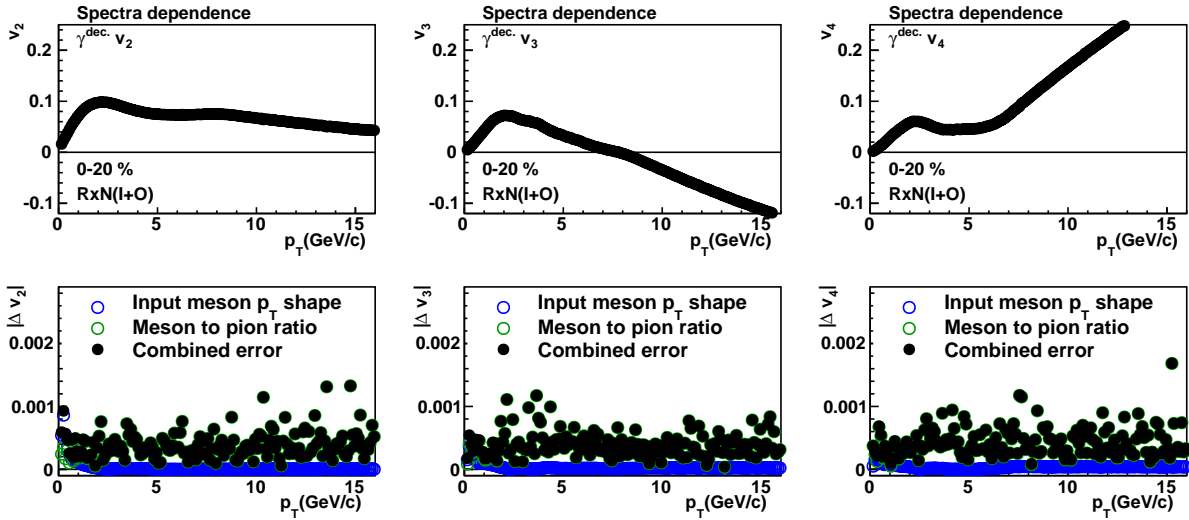 Spectra dependence
v2
γdec. v2
0.2
0.1
0
-0.1
0-20 %
RxN(I+O)
0 5 10 15
pT(GeV/c)
Spectra dependence
v3
γdec. v3
0.2
0.1
0
-0.1
0-20 %
RxN(I+O)
0 5 10 15
pT(GeV/c)
Spectra dependence
v4
γdec. v4
0.2
0.1
0
-0.1
0-20 %
RxN(I+O)
0 5 10 15
pT(GeV/c)
|Δ v2|
Input meson pT shape
Meson to pion ratio
Combined error
0.002
0.001
0
0 5 10 15
pT(GeV/c)
|Δ v3|
Input meson pT shape
Meson to pion ratio
Combined error
0.002
0.001
0
0 5 10 15
pT(GeV/c)
|Δ v4|
Input meson pT shape
Meson to pion ratio
Combined error
0.002
0.001
0
0 5 10 15
pT(GeV/c)